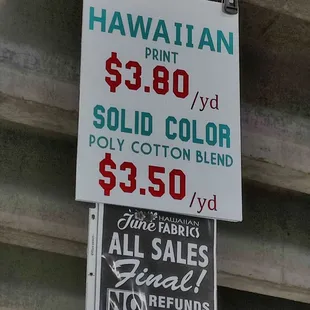 HAWAIIAN
PRINT
$3.80/yd
SOLID COLOR
POLY COTTON BLEND
$3.50/yd
HAWAIIAN
June FABRICS
ALL SALES
Final!
NO REFUNDS